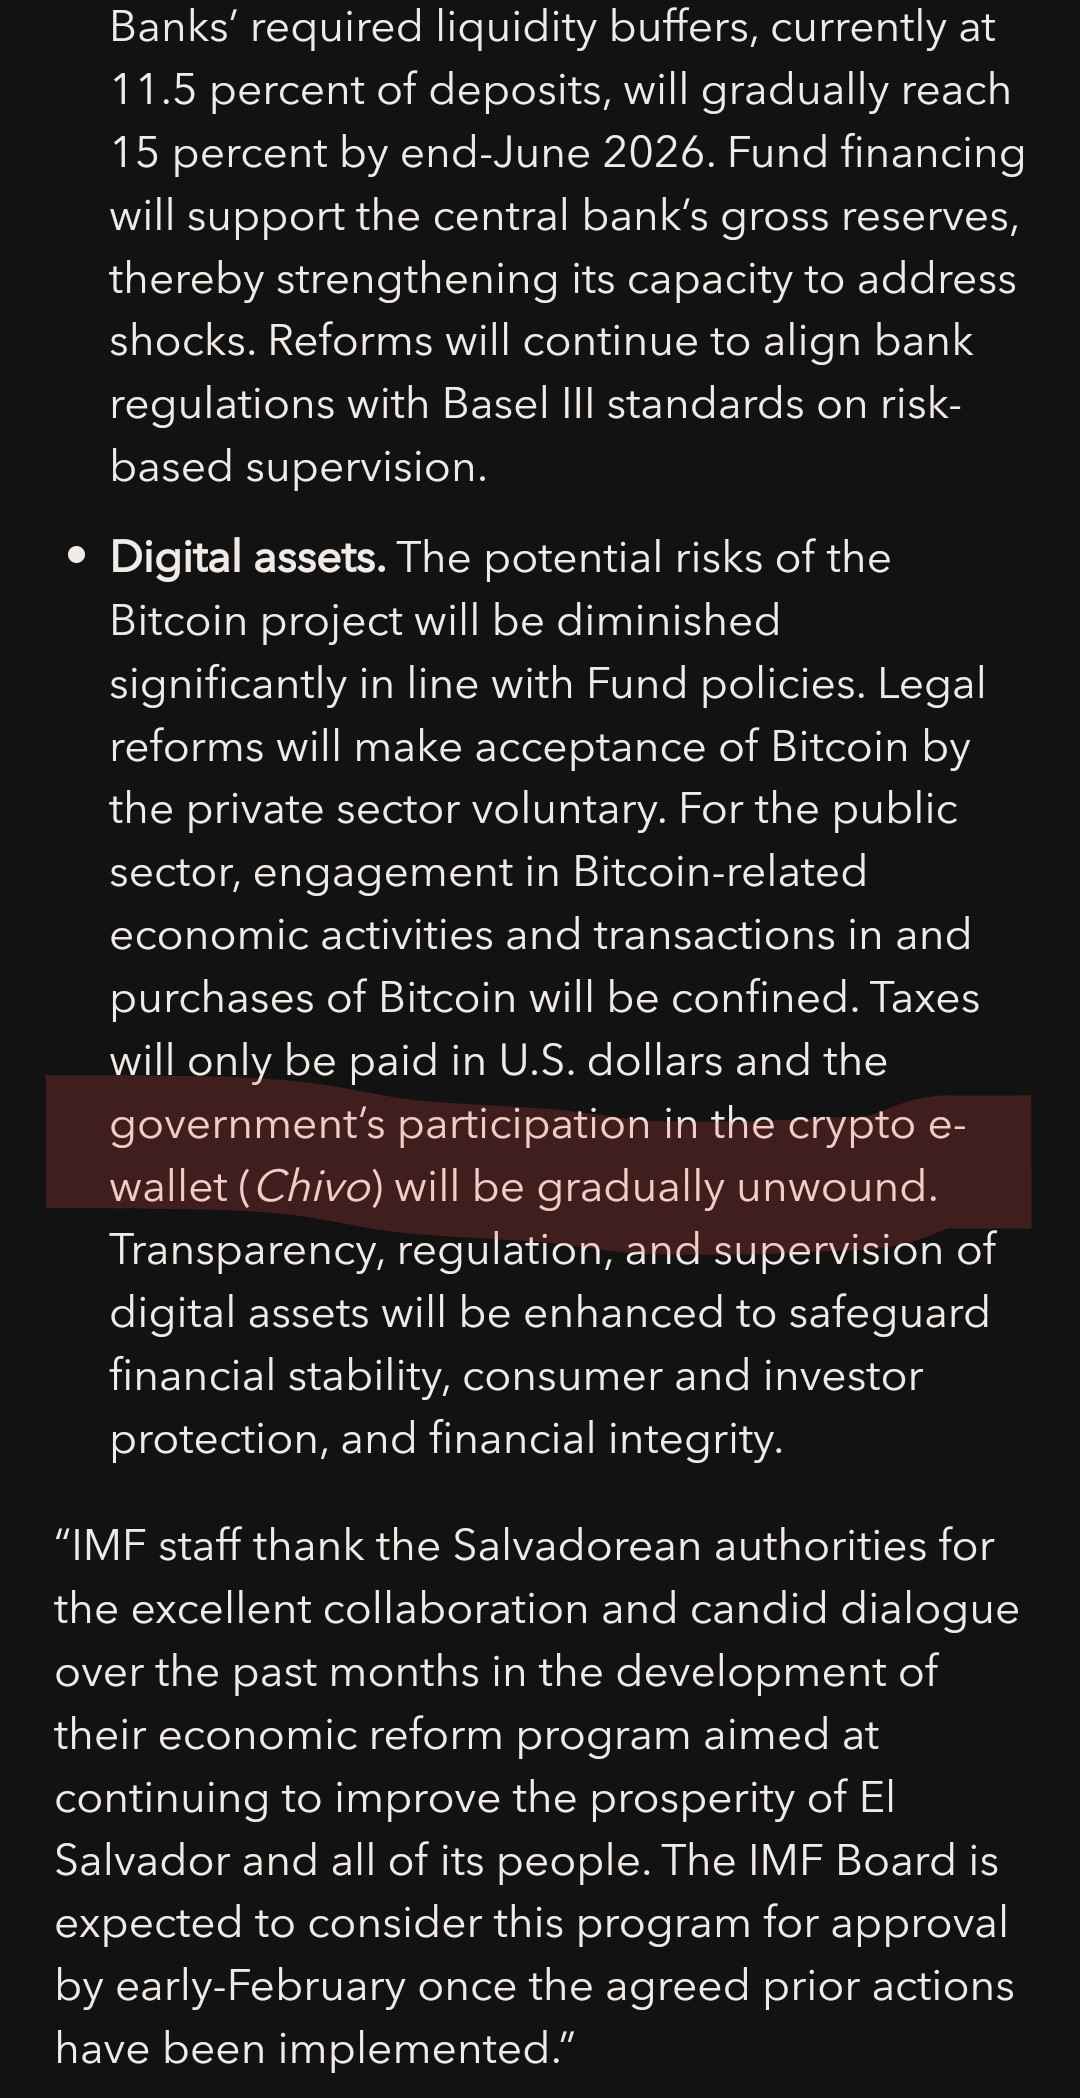 Banks’ required liquidity buffers, currently at
11.5 percent of deposits, will gradually reach
15 percent by end-June 2026. Fund financing
will support the central bank’s gross reserves,
thereby strengthening its capacity to address
shocks. Reforms will continue to align bank
regulations with Basel III standards on risk-
based supervision.
• Digital assets. The potential risks of the
Bitcoin project will be diminished
significantly in line with Fund policies. Legal
reforms will make acceptance of Bitcoin by
the private sector voluntary. For the public
sector, engagement in Bitcoin-related
economic activities and transactions in and
purchases of Bitcoin will be confined. Taxes
will only be paid in U.S. dollars and the
government’s participation in the crypto e-
wallet (Chivo) will be gradually unwound.
Transparency, regulation, and supervision of
digital assets will be enhanced to safeguard
financial stability, consumer and investor
protection, and financial integrity.
“IMF staff thank the Salvadorean authorities for
the excellent collaboration and candid dialogue
over the past months in the development of
their economic reform program aimed at
continuing to improve the prosperity of El
Salvador and all of its people. The IMF Board is
expected to consider this program for approval
by early-February once the agreed prior actions
have been implemented.”